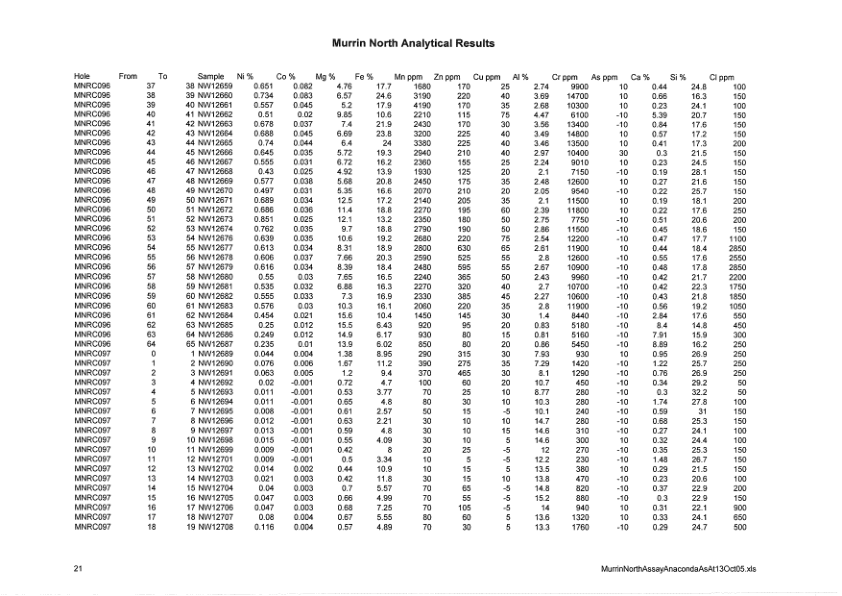 Murrin North Analytical Results
Hole From To Sample Ni % Co % Mg % Fe % Mn ppm Zn ppm Cu ppm Al % Cr ppm As ppm Ca % Si % Cl ppm
MNRC096 37 38 NW12659 0.651 0.082 4.76 17.7 1680 170 25 2.74 9900 10 0.44 24.8 100
MNRC096 38 39 NW12660 0.734 0.083 6.57 24.6 3190 220 40 3.69 14700 10 0.66 16.3 150
MNRC096 39 40 NW12661 0.557 0.045 5.2 17.9 4190 170 35 2.68 10300 10 0.23 24.1 100
MNRC096 40 41 NW12662 0.51 0.02 9.85 10.6 2210 115 75 4.47 6100 -10 5.39 20.7 150
MNRC096 41 42 NW12663 0.678 0.037 7.4 21.9 2430 170 30 3.56 13400 -10 0.84 17.6 150
MNRC096 42 43 NW12664 0.688 0.045 6.69 23.8 3200 225 40 3.49 14800 10 0.57 17.2 150
MNRC096 43 44 NW12665 0.74 0.044 6.4 24 3380 225 40 3.46 13500 10 0.41 17.3 200
MNRC096 44 45 NW12666 0.645 0.035 5.72 19.3 2940 210 40 2.97 10400 30 0.3 21.5 150
MNRC096 45 46 NW12667 0.555 0.031 6.72 16.2 2360 155 25 2.24 9010 10 0.23 24.5 150
MNRC096 46 47 NW12668 0.43 0.025 4.92 13.9 1930 125 20 2.1 7150 -10 0.19 28.1 150
MNRC096 47 48 NW12669 0.577 0.038 5.68 20.8 2450 175 35 2.48 12600 10 0.27 21.6 150
MNRC096 48 49 NW12670 0.497 0.031 5.35 16.6 2070 210 20 2.05 9540 -10 0.22 25.7 150
MNRC096 49 50 NW12671 0.689 0.034 12.5 17.2 2140 205 35 2.1 11500 10 0.19 18.1 200
MNRC096 50 51 NW12672 0.686 0.036 11.4 18.8 2270 195 60 2.39 11800 10 0.22 17.6 250
MNRC096 51 52 NW12673 0.851 0.025 12.1 13.2 2350 180 50 2.75 7750 -10 0.51 20.6 200
MNRC096 52 53 NW12674 0.762 0.035 9.7 18.8 2790 190 50 2.86 11500 -10 0.45 18.6 150
MNRC096 53 54 NW12676 0.639 0.035 10.6 19.2 2680 220 75 2.54 12200 -10 0.47 17.7 1100
MNRC096 54 55 NW12677 0.613 0.034 8.31 18.9 2800 630 65 2.61 11900 10 0.44 18.4 2850
MNRC096 55 56 NW12678 0.606 0.037 7.66 20.3 2590 525 55 2.8 12600 -10 0.55 17.6 2550
MNRC096 56 57 NW12679 0.616 0.034 8.39 18.4 2480 595 55 2.67 10900 -10 0.48 17.8 2850
MNRC096 57 58 NW12680 0.55 0.03 7.65 16.5 2240 365 50 2.43 9960 -10 0.42 21.7 2200
MNRC096 58 59 NW12681 0.535 0.032 6.88 16.3 2270 320 40 2.7 10700 -10 0.42 22.3 1750
MNRC096 59 60 NW12682 0.555 0.033 7.3 16.9 2330 385 45 2.27 10600 -10 0.43 21.8 1850
MNRC096 60 61 NW12683 0.576 0.03 10.3 16.1 2060 220 35 2.8 11900 -10 0.56 19.2 1050
MNRC096 61 62 NW12684 0.454 0.021 15.6 10.4 1450 145 30 1.4 8440 -10 2.84 17.6 550
MNRC096 62 63 NW12685 0.25 0.012 15.5 6.43 920 95 20 0.83 5180 -10 8.4 14.8 450
MNRC096 63 64 NW12686 0.249 0.012 14.9 6.17 930 80 15 0.81 5160 -10 7.91 15.9 300
MNRC096 64 65 NW12687 0.235 0.01 13.9 6.02 850 80 20 0.86 5450 -10 8.89 16.2 250
MNRC097 0 1 NW12689 0.044 0.004 1.38 8.95 290 315 30 7.93 930 10 0.95 26.9 250
MNRC097 1 2 NW12690 0.076 0.006 1.67 11.2 390 275 35 7.29 1420 -10 1.22 25.7 250
MNRC097 2 3 NW12691 0.063 0.005 1.2 9.4 370 465 30 8.1 1290 -10 0.76 26.9 250
MNRC097 3 4 NW12692 0.02 -0.001 0.72 4.7 100 60 20 10.7 450 -10 0.34 29.2 50
MNRC097 4 5 NW12693 0.011 -0.001 0.53 3.77 70 25 10 8.77 280 -10 0.3 32.2 50
MNRC097 5 6 NW12694 0.011 -0.001 0.65 4.8 80 30 10 10.3 280 -10 1.74 27.8 100
MNRC097 6 7 NW12695 0.008 -0.001 0.61 2.57 50 15 -5 10.1 240 -10 0.59 31 150
MNRC097 7 8 NW12696 0.012 -0.001 0.63 2.21 30 10 10 14.7 280 -10 0.68 25.3 150
MNRC097 8 9 NW12697 0.013 -0.001 0.59 4.8 30 10 15 14.6 310 -10 0.27 24.1 100
MNRC097 9 10 NW12698 0.015 -0.001 0.55 4.09 30 10 5 14.6 300 10 0.32 24.4 100
MNRC097 10 11 NW12699 0.009 -0.001 0.42 8 20 25 -5 12 270 -10 0.35 25.3 150
MNRC097 11 12 NW12701 0.009 -0.001 0.5 3.34 10 5 -5 12.2 230 -10 1.48 26.7 150
MNRC097 12 13 NW12702 0.014 0.002 0.44 10.9 10 15 5 13.5 380 10 0.29 21.5 150
MNRC097 13 14 NW12703 0.021 0.003 0.42 11.8 30 15 10 13.8 470 -10 0.23 20.6 100
MNRC097 14 15 NW12704 0.04 0.003 0.7 5.57 70 65 -5 14.8 820 -10 0.37 22.9 200
MNRC097 15 16 NW12705 0.047 0.003 0.66 4.99 70 55 -5 15.2 880 -10 0.3 22.9 150
MNRC097 16 17 NW12706 0.047 0.003 0.68 7.25 70 105 -5 14 940 10 0.31 22.1 900
MNRC097 17 18 NW12707 0.08 0.004 0.67 5.55 80 60 5 13.6 1320 10 0.33 24.1 650
MNRC097 18 19 NW12708 0.116 0.004 0.57 4.89 70 30 5 13.3 1760 -10 0.29 24.7 500
21 MurrinNorthAssayAnacondaAsAt13Oct05.xls